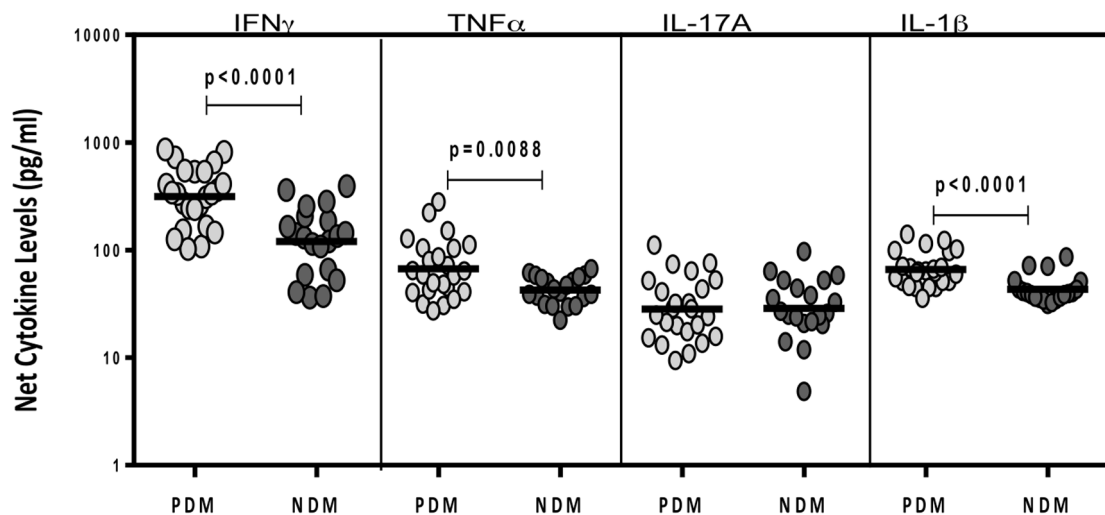 IFNγ TNFα IL-17A IL-1β
10000
p<0.0001
1000
p=0.0088
p<0.0001
100
10
1
Net Cytokine Levels (pg/ml)
PDM NDM PDM NDM PDM NDM PDM NDM